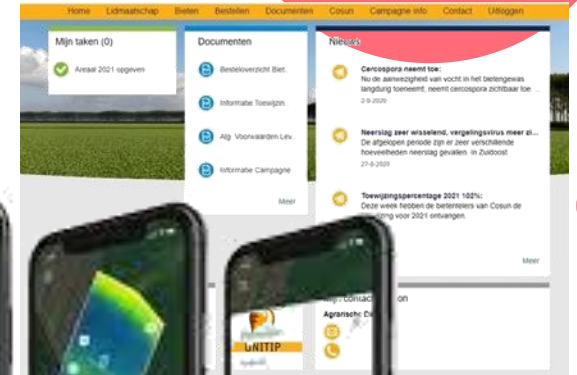 Home Lidmaatschap Bieten Bestellen Documenten Cosun Campagne info Contact Uitloggen
Mijn taken (0)
Areaal 2021 opgeven
Documenten
Besteloverzicht Biet.
Informatie Toewijzin.
Alg. Voorwaarden Lev.
Informatie Campagne
Meer
Nieuws
Cercospora neemt toe:
Nu de aanwezigheid van vocht in het bietengewas
langdurig toeneemt, neemt cercospora zichtbaar toe ...
2-9-2020
Neerslag zeer wisselend, vergelingsvirus meer zi...
De afgelopen periode zijn er zeer verschillende
hoeveelheden neerslag gevallen. In Zuidoost
27-8-2020
Toewijzingspercentage 2021 102%:
Deze week hebben de bietentelers van Cosun de
voor 2021 ontvangen.
Meer
Mijn
Agrarische
UNITIP